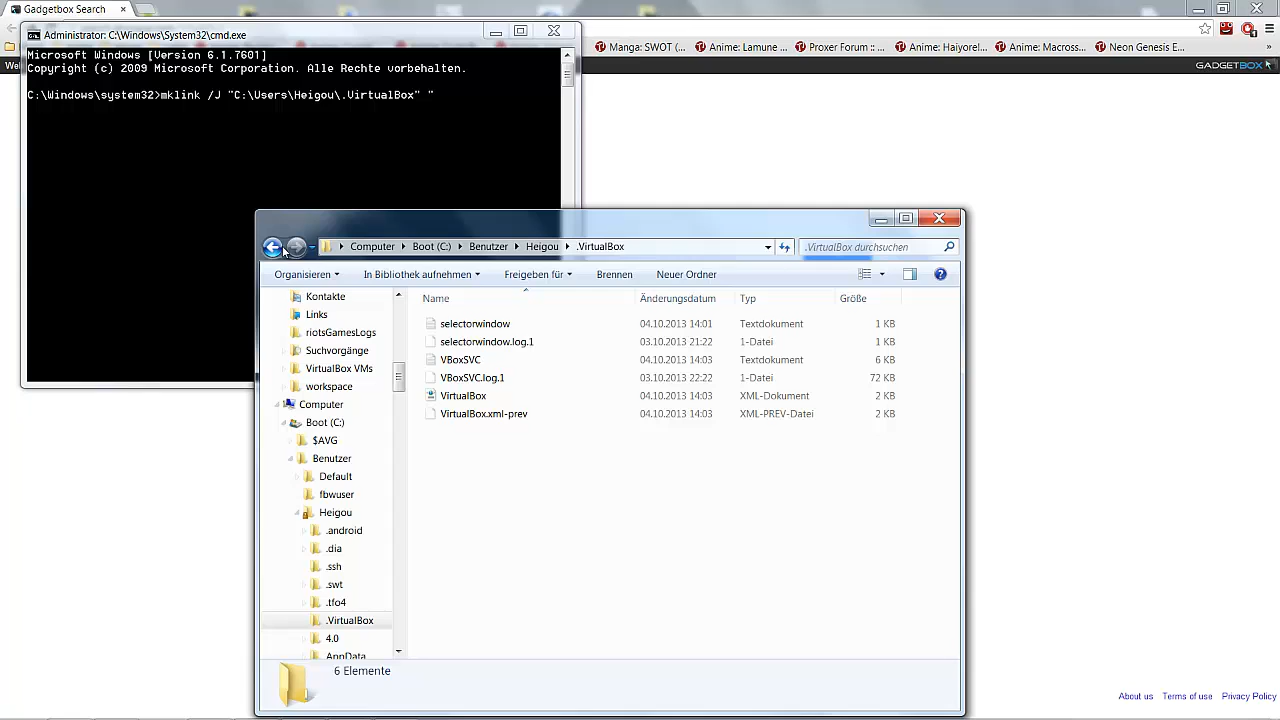 Gadgetbox Search
Administrator: C:\Windows\System32\cmd.exe
Manga: SWOT (...
Anime: Lamune ...
Proxer Forum ::...
Anime: Haiyorel...
Anime: Macross...
Neon Genesis E...
»
GADGETBOX
Microsoft Windows [Version 6.1.7601]
Copyright (c) 2009 Microsoft Corporation. Alle Rechte vorbehalten.
C:\Windows\system32>mklink /J "C:\Users\Heigou\.VirtualBox" "
Computer
Boot (C:)
Benutzer
Heigou
.VirtualBox
.VirtualBox durchsuchen
Organisieren
In Bibliothek aufnehmen
Freigeben für
Brennen
Neuer Ordner
Kontakte
Links
riotsGamesLogs
Suchvorgänge
VirtualBox VMs
workspace
Computer
Boot (C:)
$AVG
Benutzer
Default
fbwuser
Heigou
.android
.dia
.ssh
.swt
.tfo4
.VirtualBox
4.0
AppData
Name Änderungsdatum Typ Größe
selectorwindow 04.10.2013 14:01 Textdokument 1 KB
selectorwindow.log.1 03.10.2013 21:22 1-Datei 1 KB
VBoxSVC 04.10.2013 14:03 Textdokument 6 KB
VBoxSVC.log.1 03.10.2013 22:22 1-Datei 72 KB
VirtualBox 04.10.2013 14:03 XML-Dokument 2 KB
VirtualBox.xml-prev 04.10.2013 14:03 XML-PREV-Datei 2 KB
6 Elemente
About us Terms of use Privacy Policy